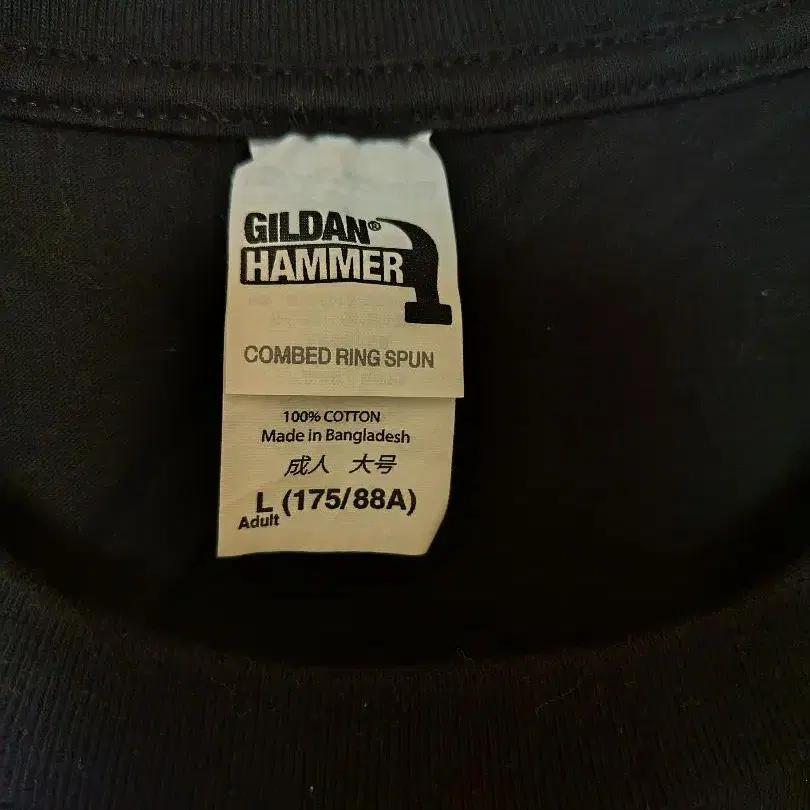 GILDAN®
HAMMER
COMBED RING SPUN
100% COTTON
Made in Bangladesh
成人 大号
L (175/88A)
Adult